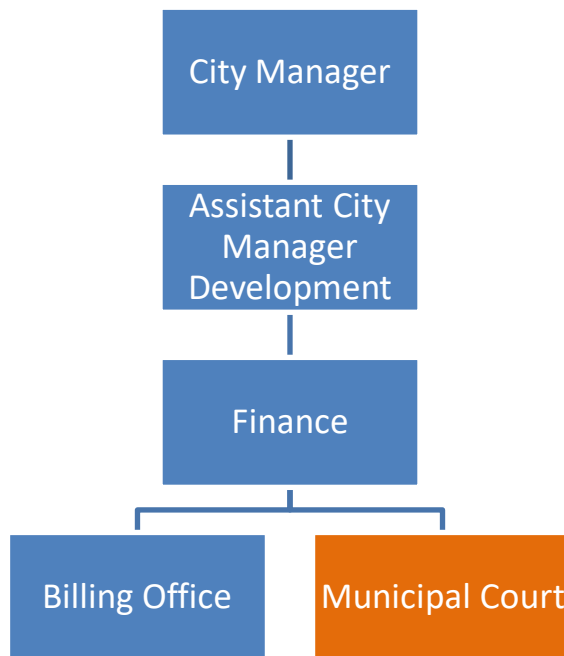 City Manager
Assistant City
Manager
Development
Finance
Billing Office
Municipal Court